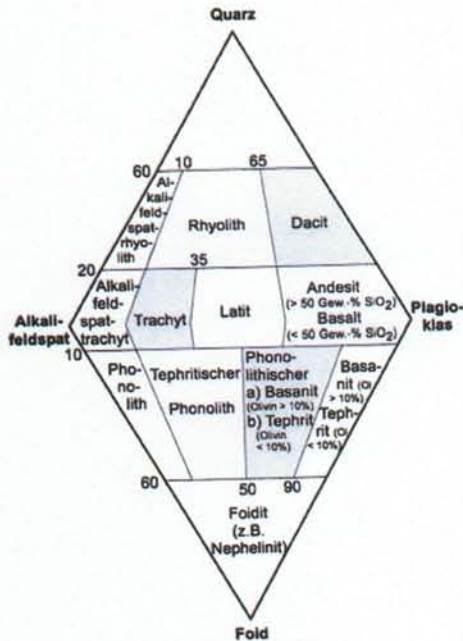 Quarz
60
10
65
Al-
kali-
feld-
spat-
rhyo-
lith
Rhyolith
Dacit
20
35
Alkali-
feld-
spat-
trachyt
Trachyt
Latit
Andesit
(> 50 Gew.-% SiO₂)
Basalt
(< 50 Gew.-% SiO₂)
Alkali-
feldspat
Plagio-
klas
10
Pho-
no-
lith
Tephritischer
Phonolith
Phono-
lithischer
a) Basanit
(Olivin > 10%)
b) Tephrit
(Olivin
< 10%)
Basa-
nit (Ol
> 10%)
Teph-
rit (Ol
< 10%)
60
50
90
Foidit
(z.B.
Nephelinit)
Foid